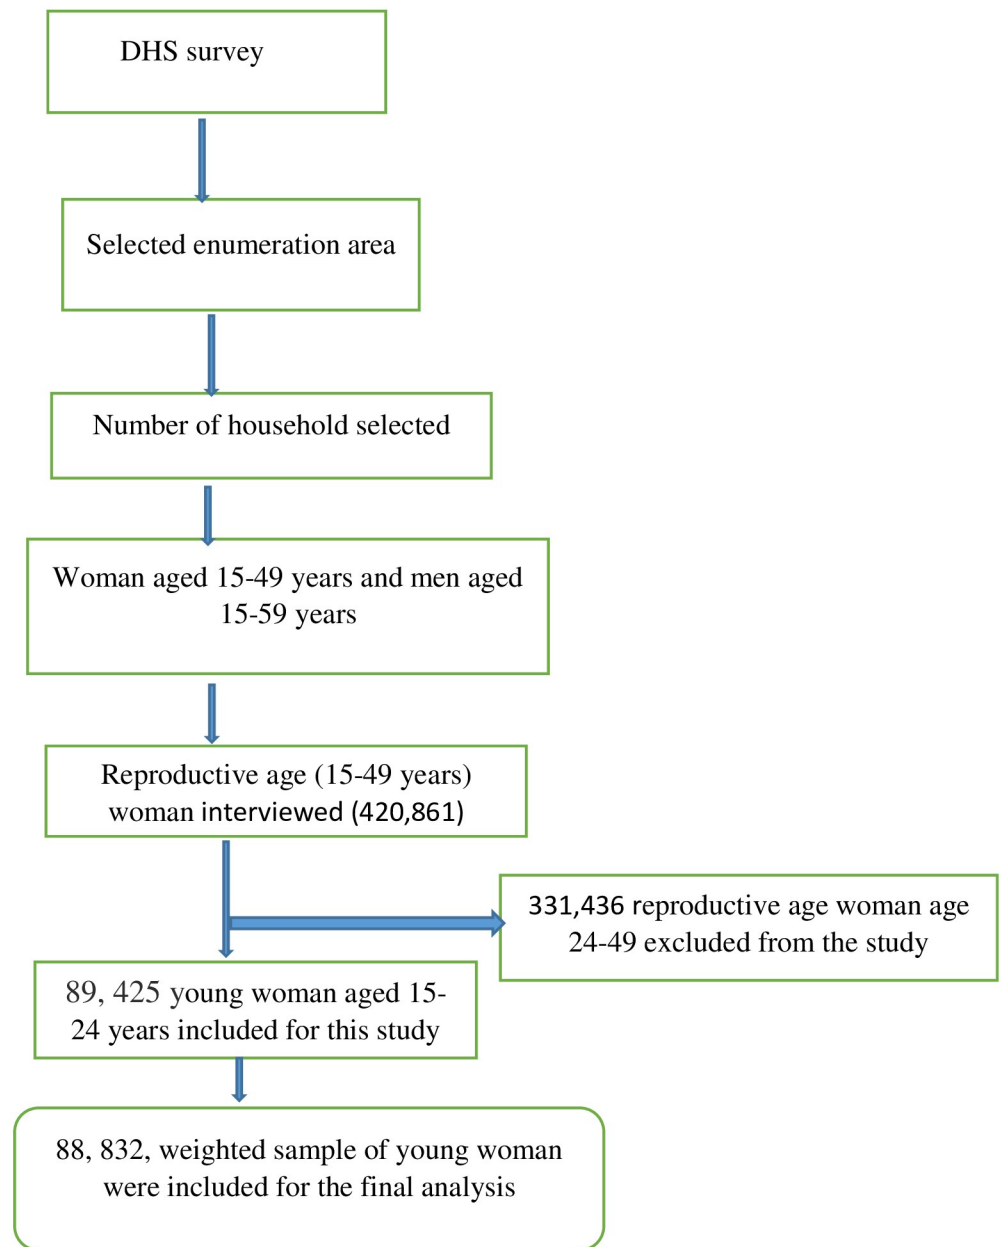 DHS survey
Selected enumeration area
Number of household selected
Woman aged 15-49 years and men aged
15-59 years
Reproductive age (15-49 years)
woman interviewed (420,861)
331,436 reproductive age woman age
24-49 excluded from the study
89, 425 young woman aged 15-
24 years included for this study
88, 832, weighted sample of young woman
were included for the final analysis